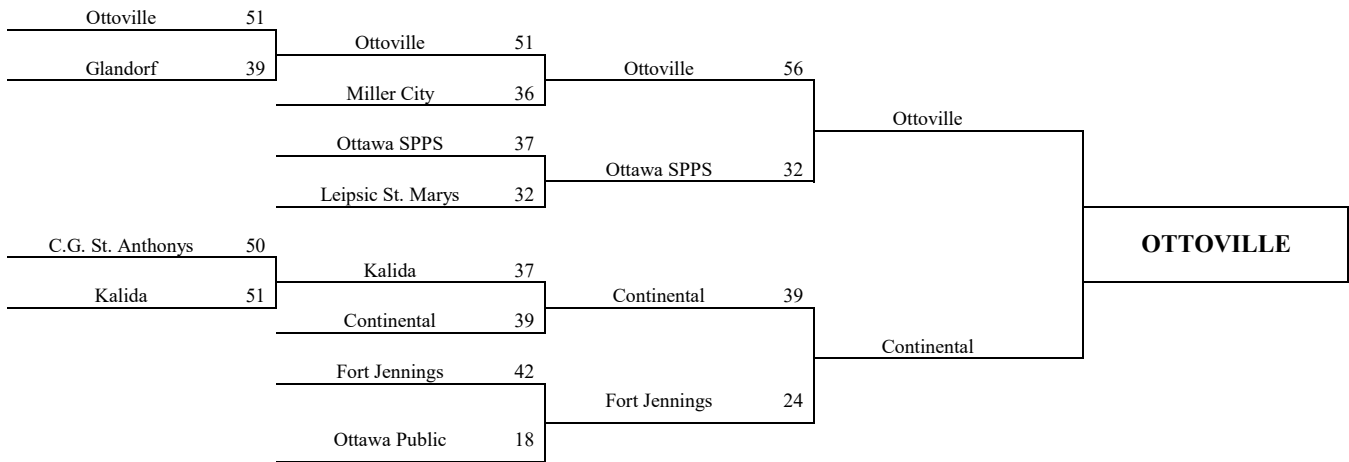 Ottoville 51
Ottoville 51
Glandorf 39
Ottoville 56
Miller City 36
Ottoville
Ottawa SPPS 37
Ottawa SPPS 32
Leipsic St. Marys 32
C.G. St. Anthonys 50
OTTOVILLE
Kalida 37
Kalida 51
Continental 39
Continental 39
Continental
Fort Jennings 42
Fort Jennings 24
Ottawa Public 18